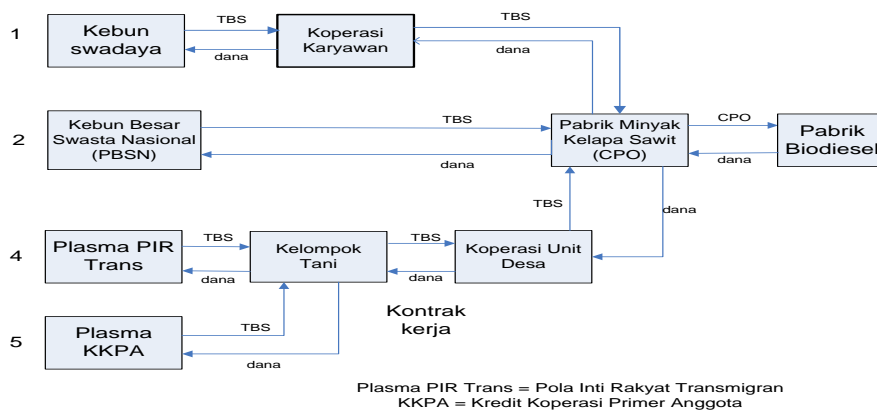 TBS
1
Kebun
swadaya
Koperasi
Karyawan
TBS
dana
dana
2
Kebun Besar
Swasta Nasional
(PBSN)
TBS
dana
Pabrik Minyak
Kelapa Sawit
(CPO)
CPO
dana
Pabrik
Biodiesel
TBS
dana
4
Plasma PIR
Trans
TBS
dana
Kelompok
Tani
TBS
dana
Koperasi Unit
Desa
5
Plasma
KKPA
TBS
dana
Kontrak
kerja
Plasma PIR Trans = Pola Inti Rakyat Transmigran
KKPA = Kredit Koperasi Primer Anggota